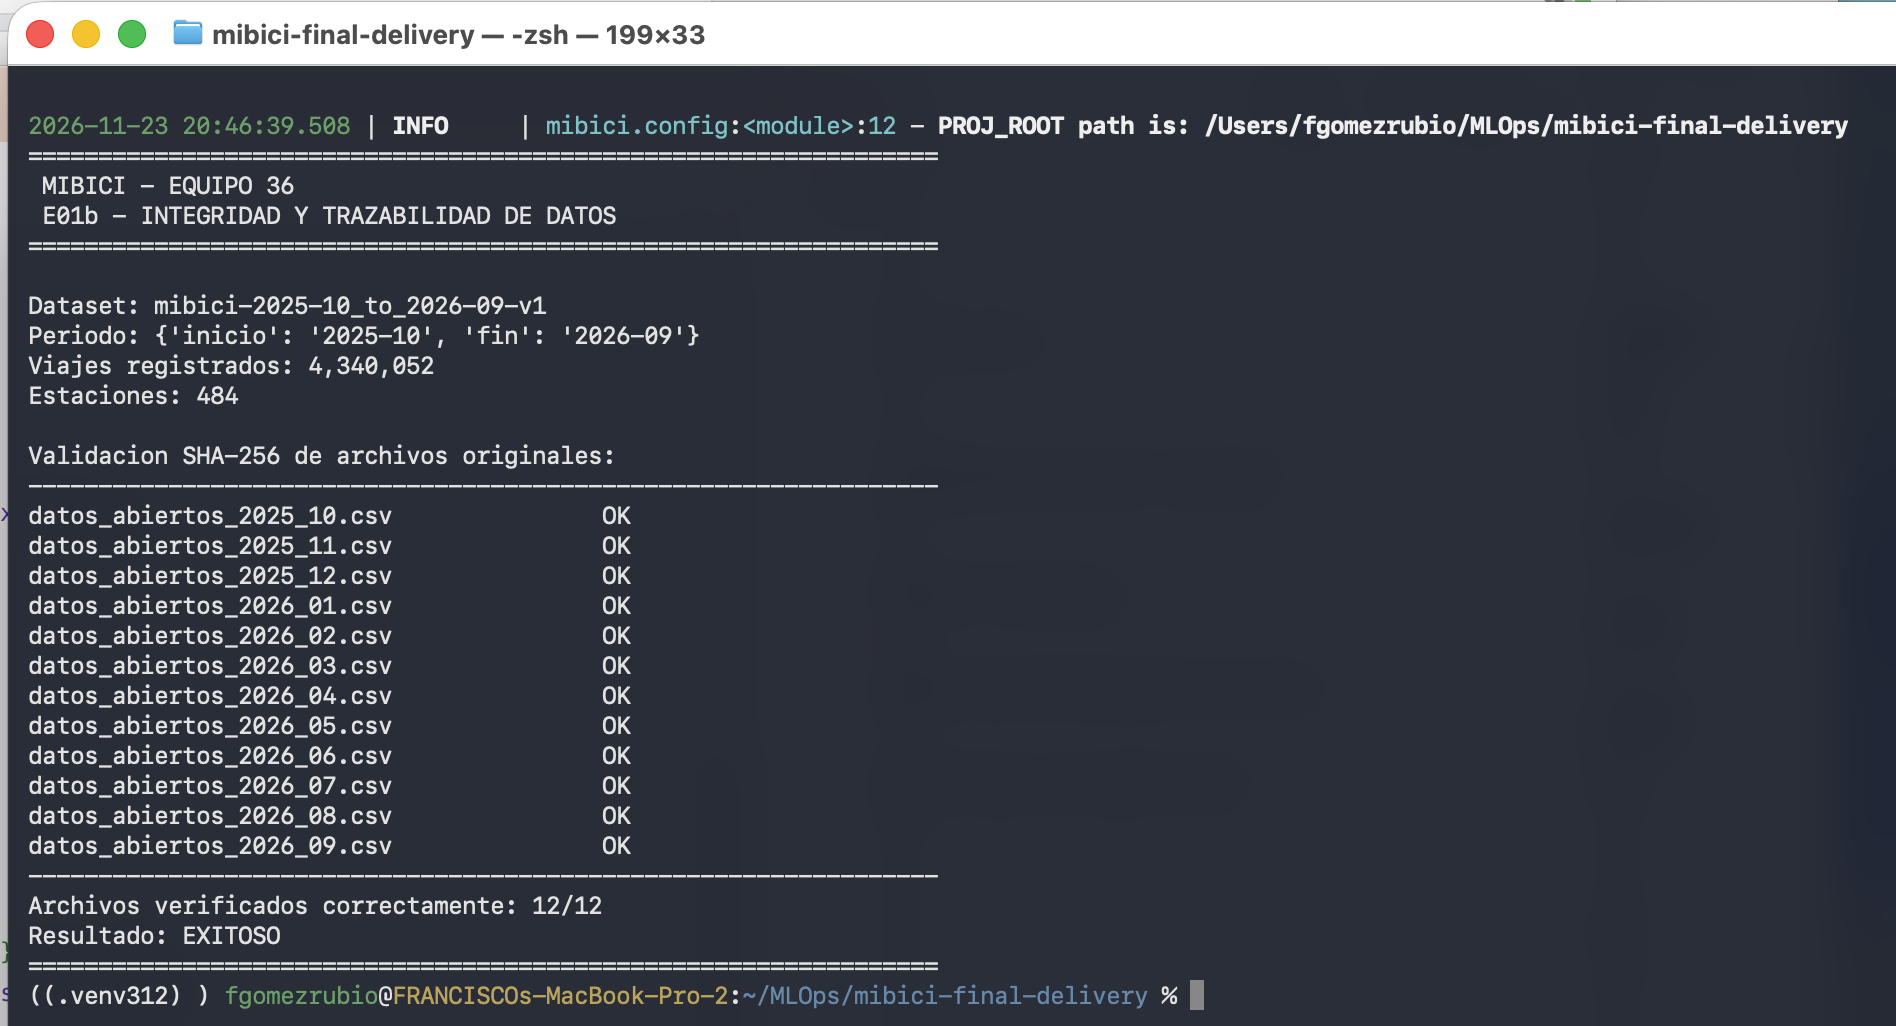 mibici-final-delivery — -zsh — 199×33
2026-11-23 20:46:39.508 | INFO     | mibici.config:<module>:12 - PROJ_ROOT path is: /Users/fgomezrubio/MLOps/mibici-final-delivery
=================================================================
 MIBICI - EQUIPO 36
 E01b - INTEGRIDAD Y TRAZABILIDAD DE DATOS
=================================================================
Dataset: mibici-2025-10_to_2026-09-v1
Periodo: {'inicio': '2025-10', 'fin': '2026-09'}
Viajes registrados: 4,340,052
Estaciones: 484
Validacion SHA-256 de archivos originales:
-----------------------------------------------------------------
datos_abiertos_2025_10.csv               OK
datos_abiertos_2025_11.csv               OK
datos_abiertos_2025_12.csv               OK
datos_abiertos_2026_01.csv               OK
datos_abiertos_2026_02.csv               OK
datos_abiertos_2026_03.csv               OK
datos_abiertos_2026_04.csv               OK
datos_abiertos_2026_05.csv               OK
datos_abiertos_2026_06.csv               OK
datos_abiertos_2026_07.csv               OK
datos_abiertos_2026_08.csv               OK
datos_abiertos_2026_09.csv               OK
-----------------------------------------------------------------
Archivos verificados correctamente: 12/12
Resultado: EXITOSO
=================================================================
((.venv312) ) fgomezrubio@FRANCISCOs-MacBook-Pro-2:~/MLOps/mibici-final-delivery %